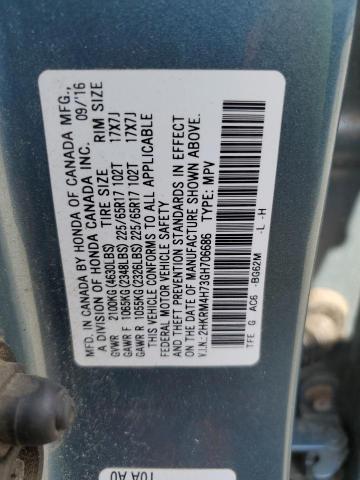 MFD. IN CANADA BY HONDA OF CANADA MFG., 09/'16
A DIVISION OF HONDA CANADA INC.
TIRE SIZE RIM SIZE
GVWR 2100KG(4630LBS)
GAWR F 1065KG(2348LBS) 225/65R17 102T 17X7J
GAWR R 1055KG(2326LBS) 225/65R17 102T 17X7J
THIS VEHICLE CONFORMS TO ALL APPLICABLE
FEDERAL MOTOR VEHICLE SAFETY STANDARDS IN EFFECT
ON THE DATE OF MANUFACTURE SHOWN ABOVE.
V.I.N.: 2HKRM4H73GH706686 TYPE: MPV
TFE G AC6 -BG62M -L -H